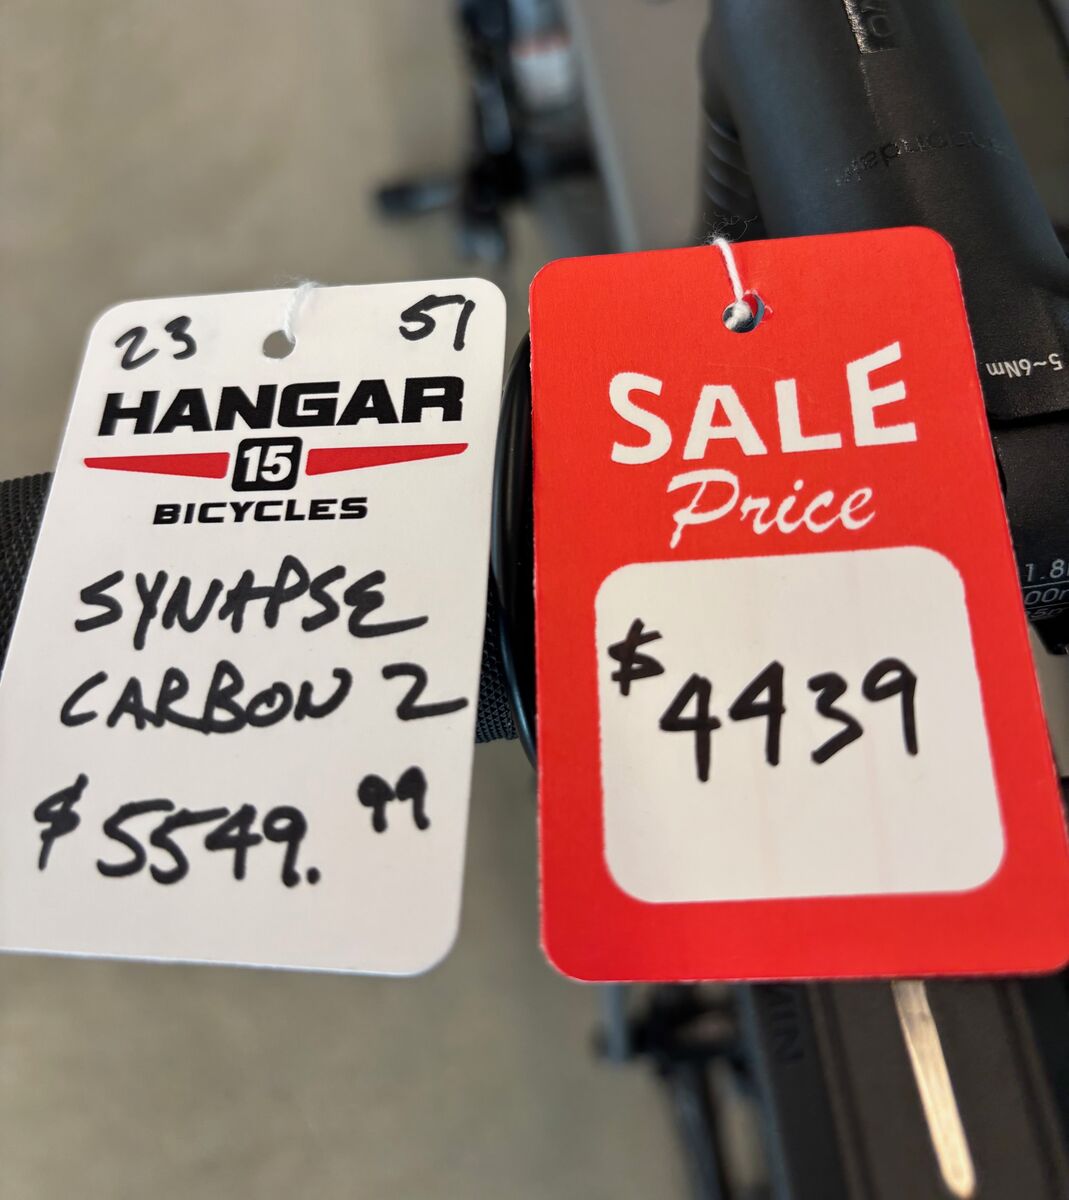 23 51
HANGAR
15
BICYCLES
SYNAPSE
CARBON 2
$5549.99
SALE
Price
$4439
5~6Nm